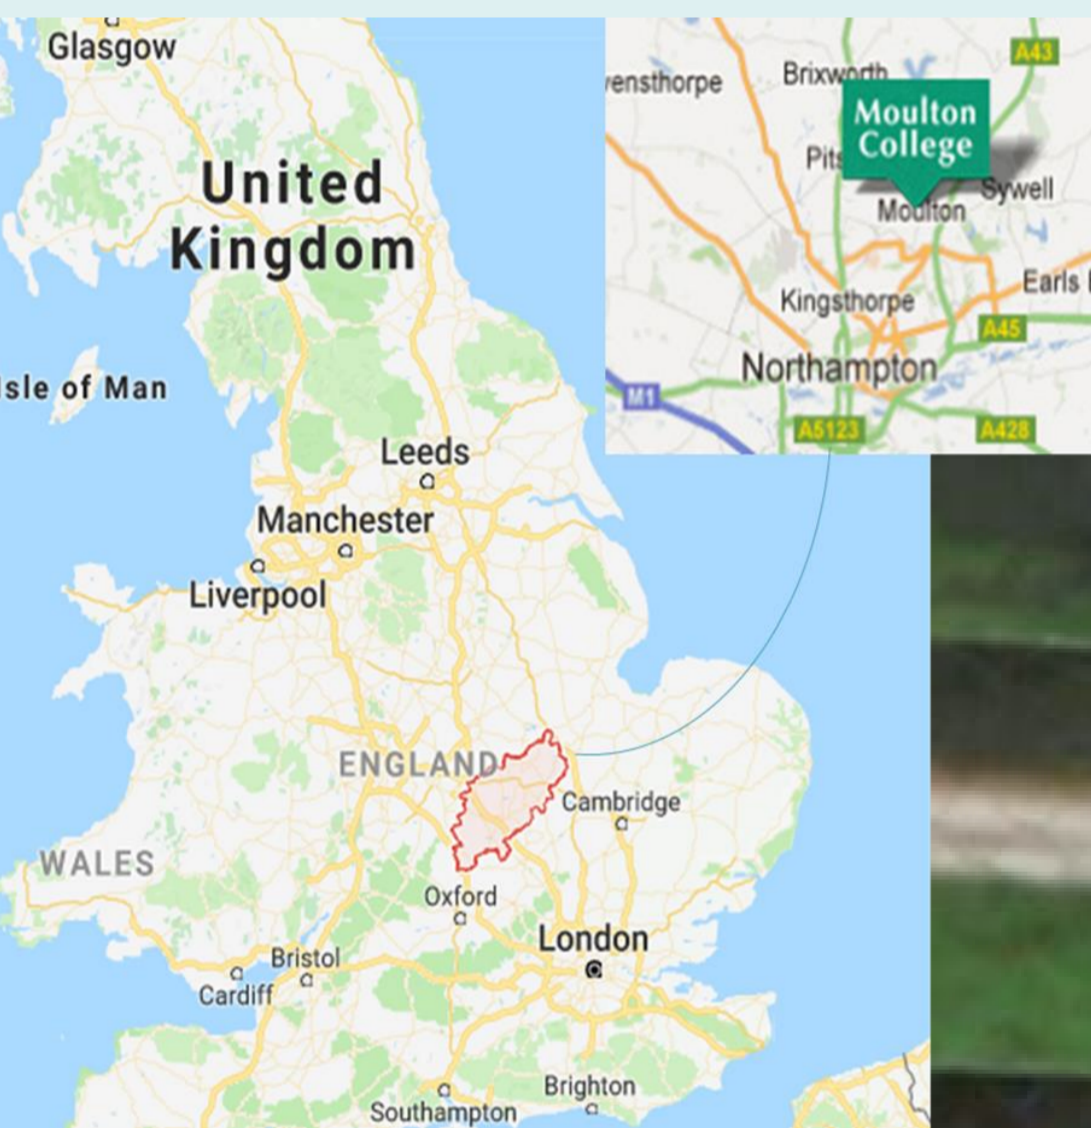 Glasgow
United
Kingdom
Isle of Man
Leeds
Manchester
Liverpool
ENGLAND
Cambridge
WALES
Oxford
London
Bristol
Cardiff
Brighton
Southampton
A43
Brixworth
Moulton
College
Sywell
Moulton
Kingsthorpe
Earls
A45
Northampton
M1
A5123
A428